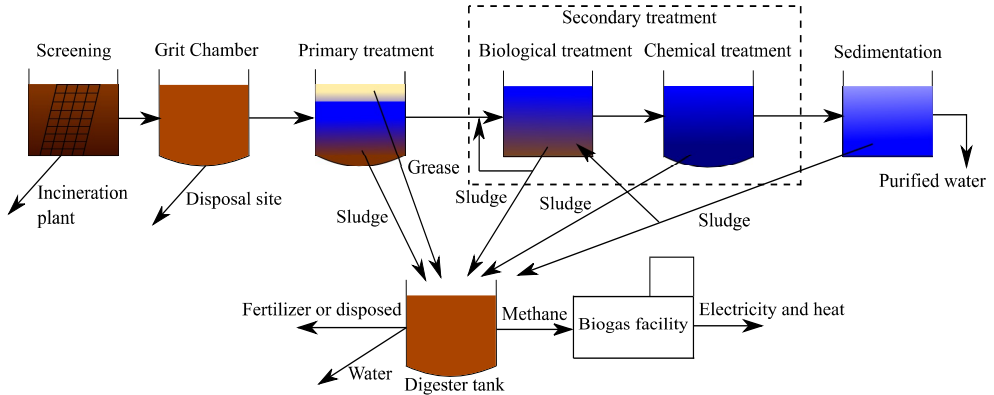 Secondary treatment
Screening
Grit Chamber
Primary treatment
Biological treatment
Chemical treatment
Sedimentation
Incineration
plant
Disposal site
Grease
Sludge
Sludge
Sludge
Sludge
Purified water
Fertilizer or disposed
Water
Digester tank
Methane
Biogas facility
Electricity and heat